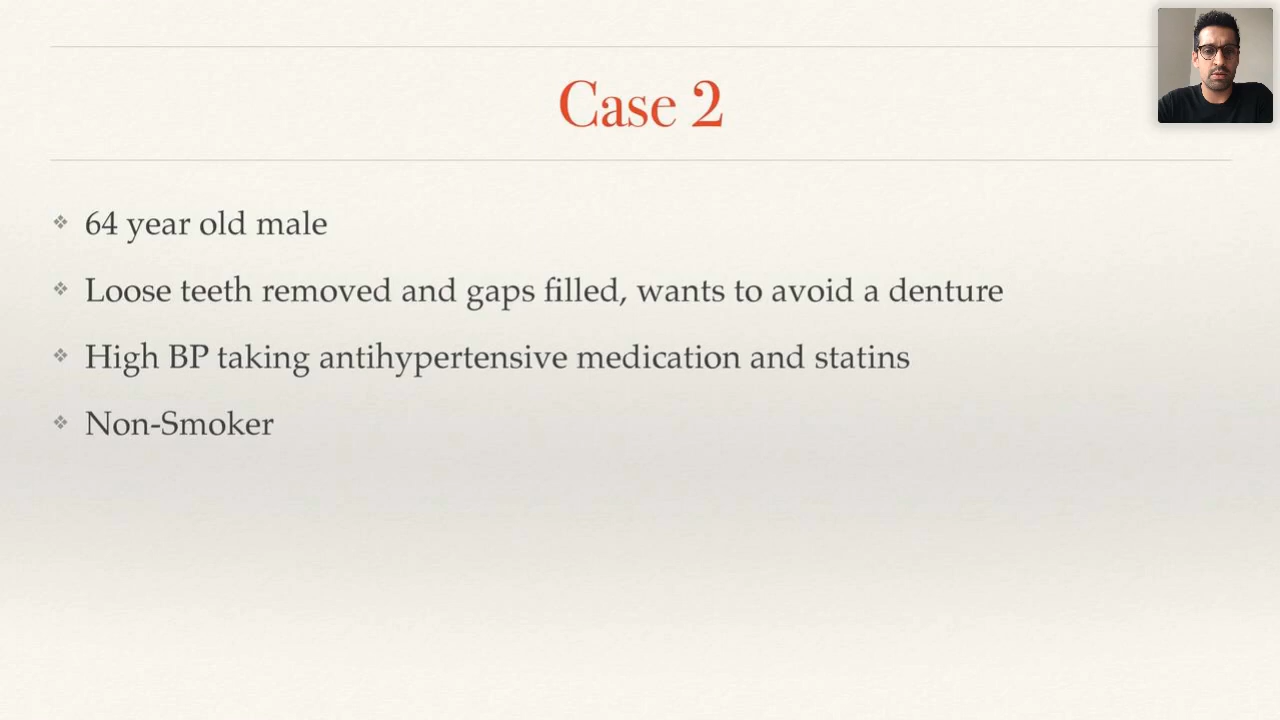 Case 2
64 year old male
Loose teeth removed and gaps filled, wants to avoid a denture
High BP taking antihypertensive medication and statins
Non-Smoker